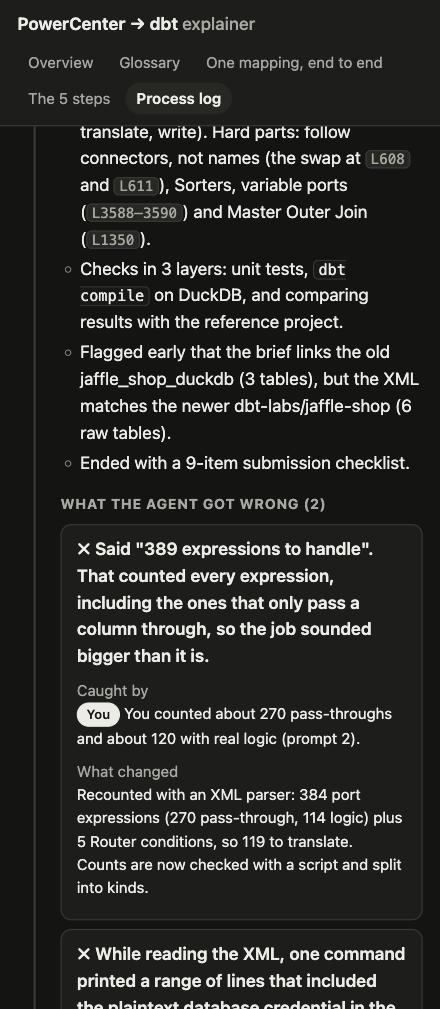 PowerCenter → dbt explainer
Overview Glossary One mapping, end to end
The 5 steps Process log
translate, write). Hard parts: follow
connectors, not names (the swap at L608
and L611), Sorters, variable ports
(L3588–3590) and Master Outer Join
(L1350).
○ Checks in 3 layers: unit tests, dbt
compile on DuckDB, and comparing
results with the reference project.
○ Flagged early that the brief links the old
jaffle_shop_duckdb (3 tables), but the XML
matches the newer dbt-labs/jaffle-shop (6
raw tables).
○ Ended with a 9-item submission checklist.
WHAT THE AGENT GOT WRONG (2)
✕ Said "389 expressions to handle".
That counted every expression,
including the ones that only pass a
column through, so the job sounded
bigger than it is.
Caught by
You You counted about 270 pass-throughs
and about 120 with real logic (prompt 2).
What changed
Recounted with an XML parser: 384 port
expressions (270 pass-through, 114 logic) plus
5 Router conditions, so 119 to translate.
Counts are now checked with a script and split
into kinds.
✕ While reading the XML, one command
printed a range of lines that included
the plaintext database credential in the